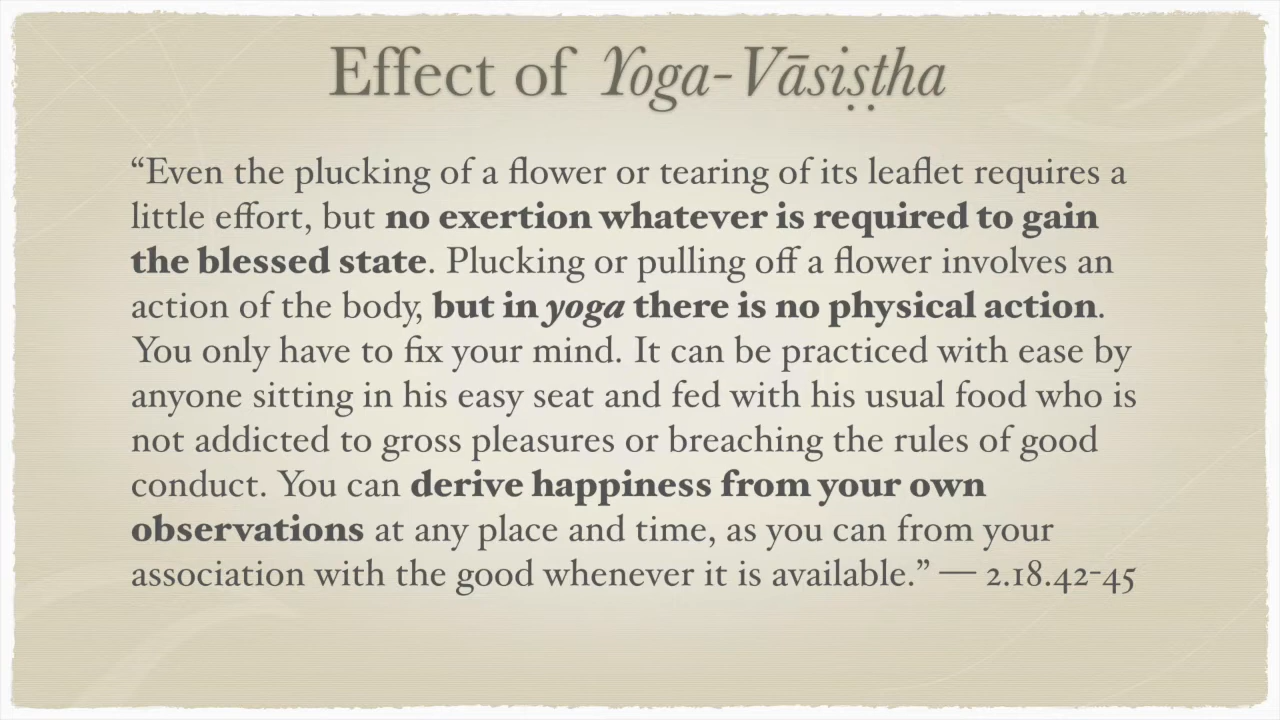 Effect of Yoga-Vāsiṣṭha
“Even the plucking of a flower or tearing of its leaflet requires a
little effort, but no exertion whatever is required to gain
the blessed state. Plucking or pulling off a flower involves an
action of the body, but in yoga there is no physical action.
You only have to fix your mind. It can be practiced with ease by
anyone sitting in his easy seat and fed with his usual food who is
not addicted to gross pleasures or breaching the rules of good
conduct. You can derive happiness from your own
observations at any place and time, as you can from your
association with the good whenever it is available.” — 2.18.42-45